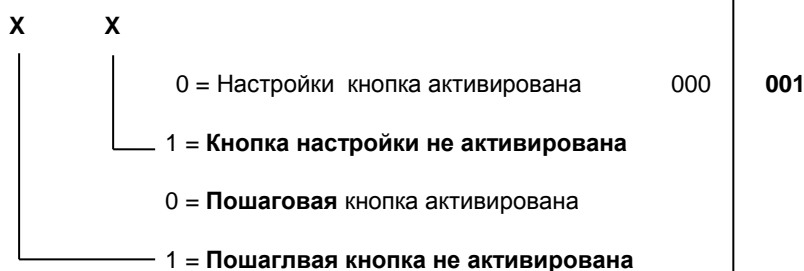 X X
0 = Настройки кнопка активирована 000 001
1 = Кнопка настройки не активирована
0 = Пошаговая кнопка активирована
1 = Пошаглвая кнопка не активирована